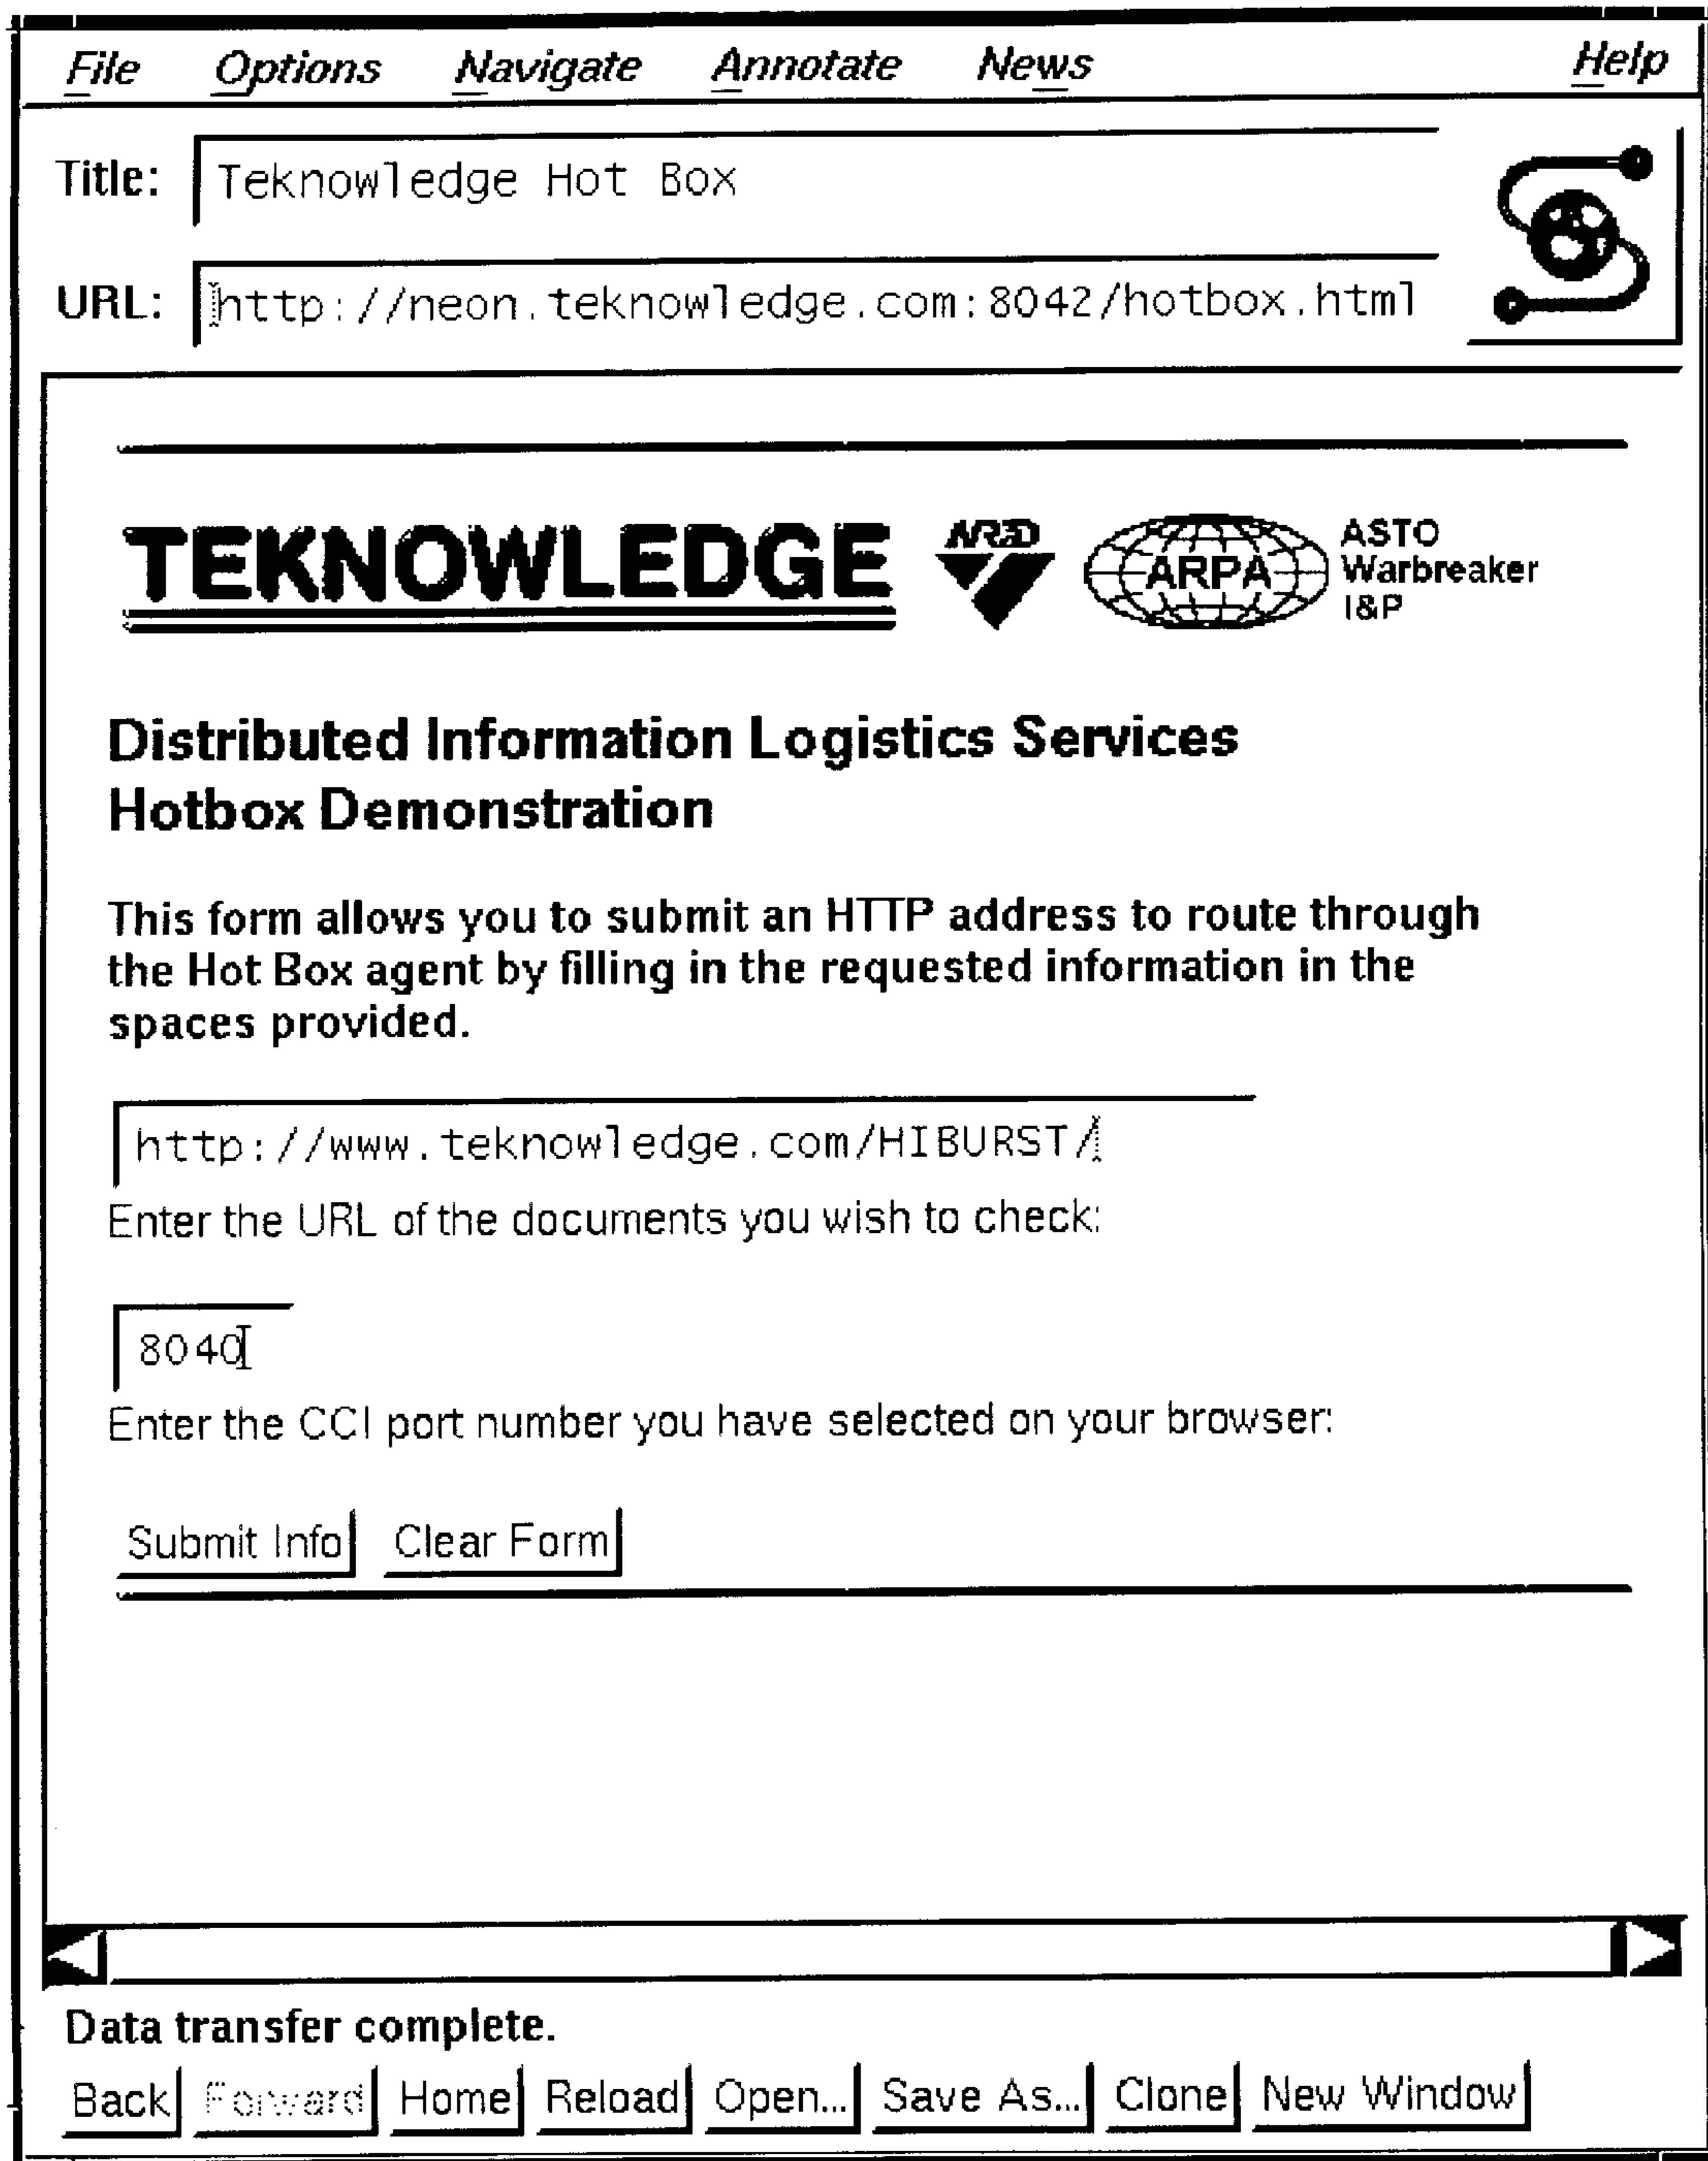 File Options Navigate Annotate News Help
Title: Teknowledge Hot Box
URL: http://neon.teknowledge.com:8042/hotbox.html
TEKNOWLEDGE
ARPA
ASTO
Warbreaker
I&P
Distributed Information Logistics Services
Hotbox Demonstration
This form allows you to submit an HTTP address to route through
the Hot Box agent by filling in the requested information in the
spaces provided.
http://www.teknowledge.com/HIBURST/
Enter the URL of the documents you wish to check:
8040
Enter the CCI port number you have selected on your browser:
Submit Info Clear Form
Data transfer complete.
Back Forward Home Reload Open... Save As... Clone New Window